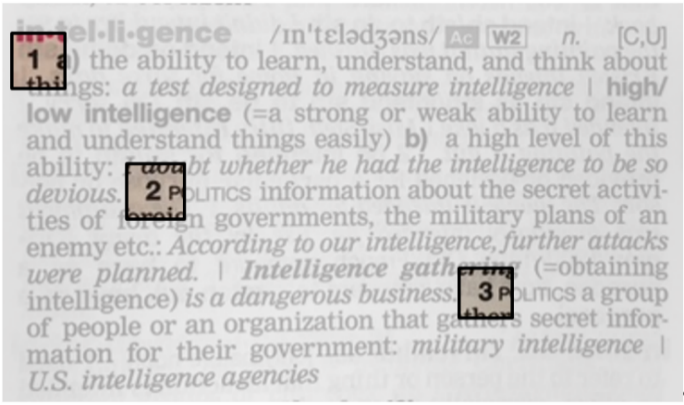 in·tel·li·gence /ɪnˈtɛlədʒəns/ Ac W2 n. [C,U]
1 a) the ability to learn, understand, and think about
things: a test designed to measure intelligence | high/
low intelligence (=a strong or weak ability to learn
and understand things easily) b) a high level of this
ability: I doubt whether he had the intelligence to be so
devious. 2 POLITICS information about the secret activi-
ties of foreign governments, the military plans of an
enemy etc.: According to our intelligence, further attacks
were planned. | Intelligence gathering (=obtaining
intelligence) is a dangerous business. 3 POLITICS a group
of people or an organization that gathers secret infor-
mation for their government: military intelligence |
U.S. intelligence agencies